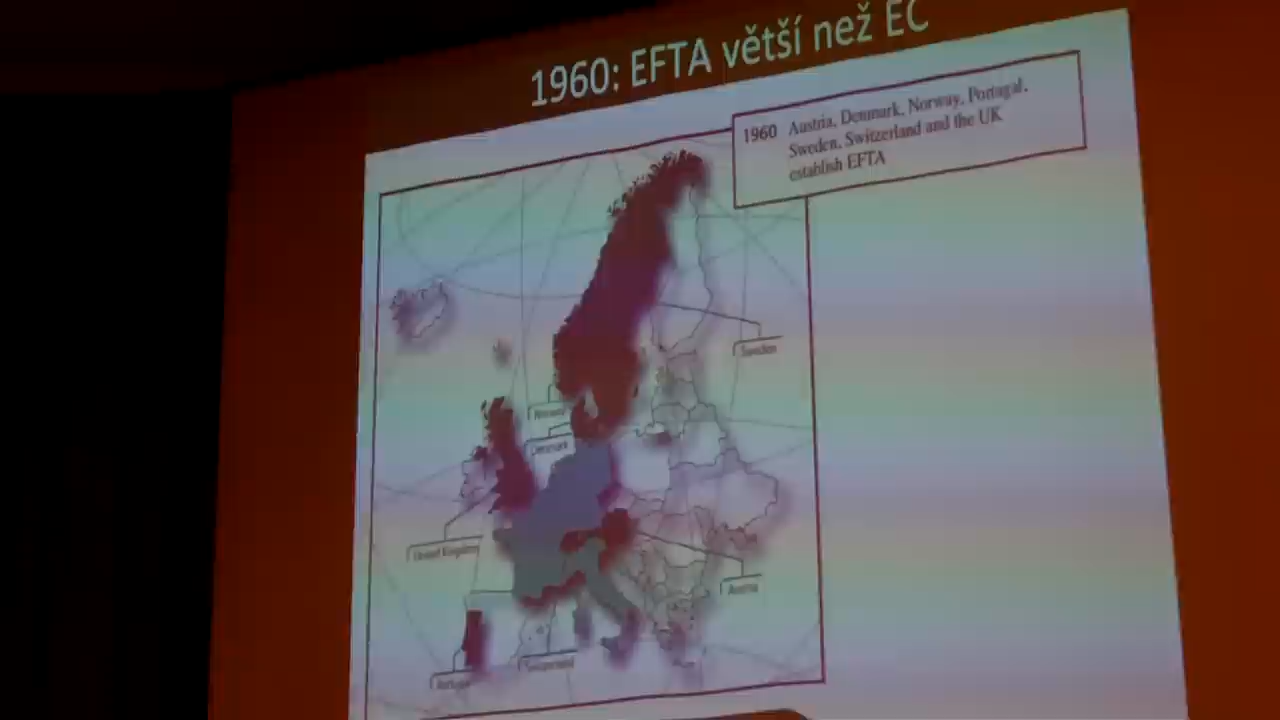 1960: EFTA větší než EC
1960 Austria, Denmark, Norway, Portugal,
Sweden, Switzerland and the UK
establish EFTA
Sweden
Norway
Denmark
United Kingdom
Austria
Switzerland
Portugal